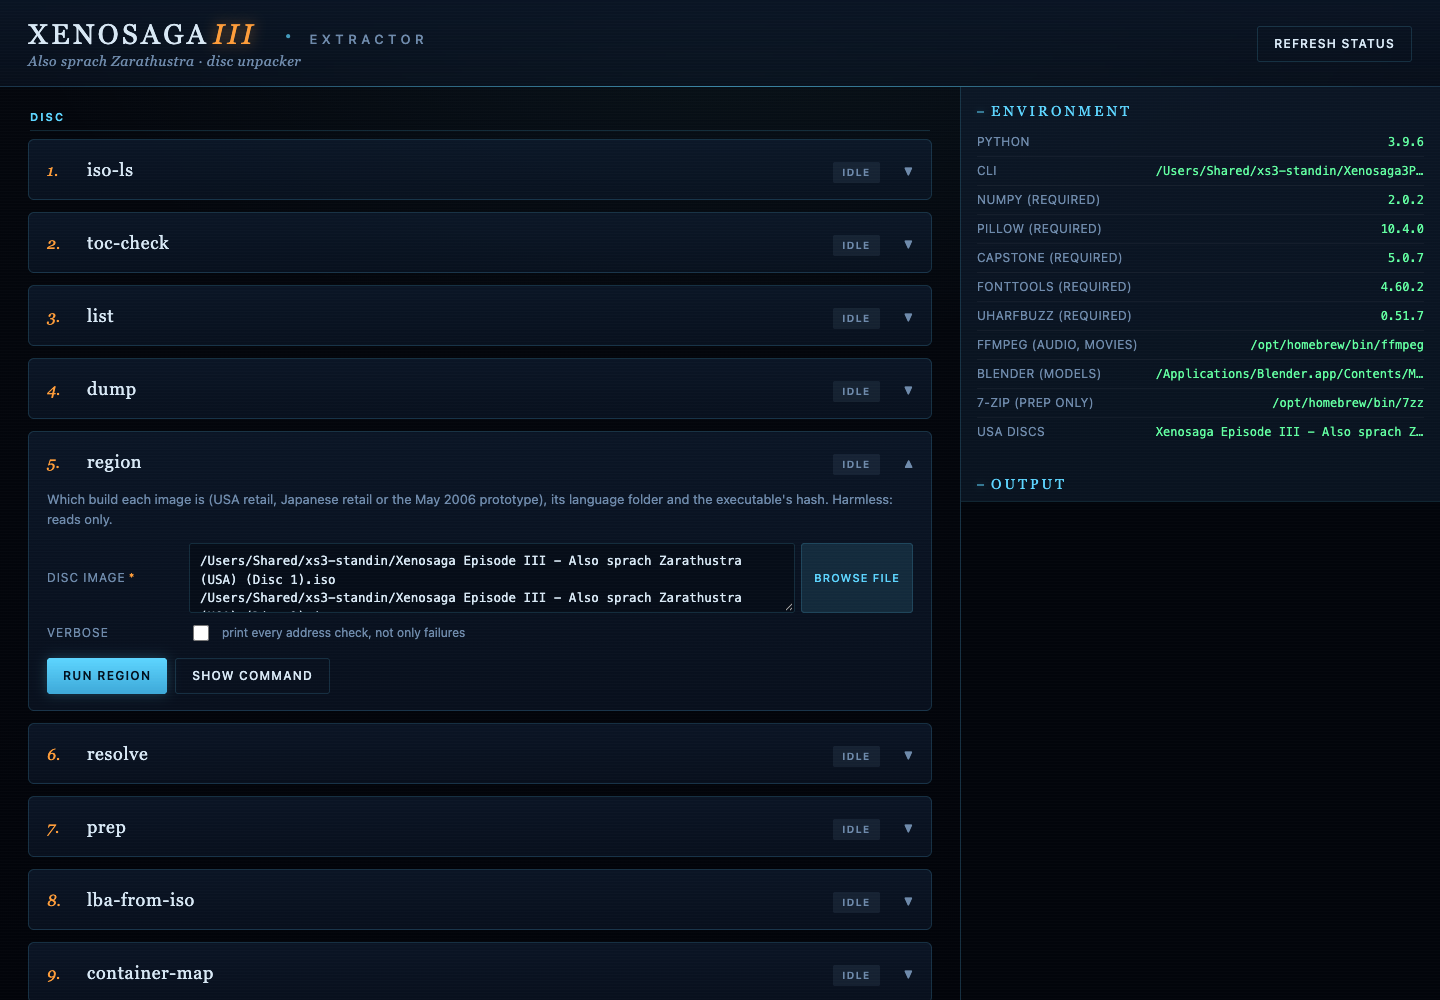 XENOSAGA III • EXTRACTOR
Also sprach Zarathustra · disc unpacker
REFRESH STATUS
DISC
1. iso-ls IDLE ▼
2. toc-check IDLE ▼
3. list IDLE ▼
4. dump IDLE ▼
5. region IDLE ▲
Which build each image is (USA retail, Japanese retail or the May 2006 prototype), its language folder and the executable's hash. Harmless:
reads only.
DISC IMAGE *
/Users/Shared/xs3-standin/Xenosaga Episode III - Also sprach Zarathustra
(USA) (Disc 1).iso
/Users/Shared/xs3-standin/Xenosaga Episode III - Also sprach Zarathustra
BROWSE FILE
VERBOSE print every address check, not only failures
RUN REGION SHOW COMMAND
6. resolve IDLE ▼
7. prep IDLE ▼
8. lba-from-iso IDLE ▼
9. container-map IDLE ▼
– ENVIRONMENT
PYTHON 3.9.6
CLI /Users/Shared/xs3-standin/Xenosaga3P…
NUMPY (REQUIRED) 2.0.2
PILLOW (REQUIRED) 10.4.0
CAPSTONE (REQUIRED) 5.0.7
FONTTOOLS (REQUIRED) 4.60.2
UHARFBUZZ (REQUIRED) 0.51.7
FFMPEG (AUDIO, MOVIES) /opt/homebrew/bin/ffmpeg
BLENDER (MODELS) /Applications/Blender.app/Contents/M…
7-ZIP (PREP ONLY) /opt/homebrew/bin/7zz
USA DISCS Xenosaga Episode III - Also sprach Z…
– OUTPUT